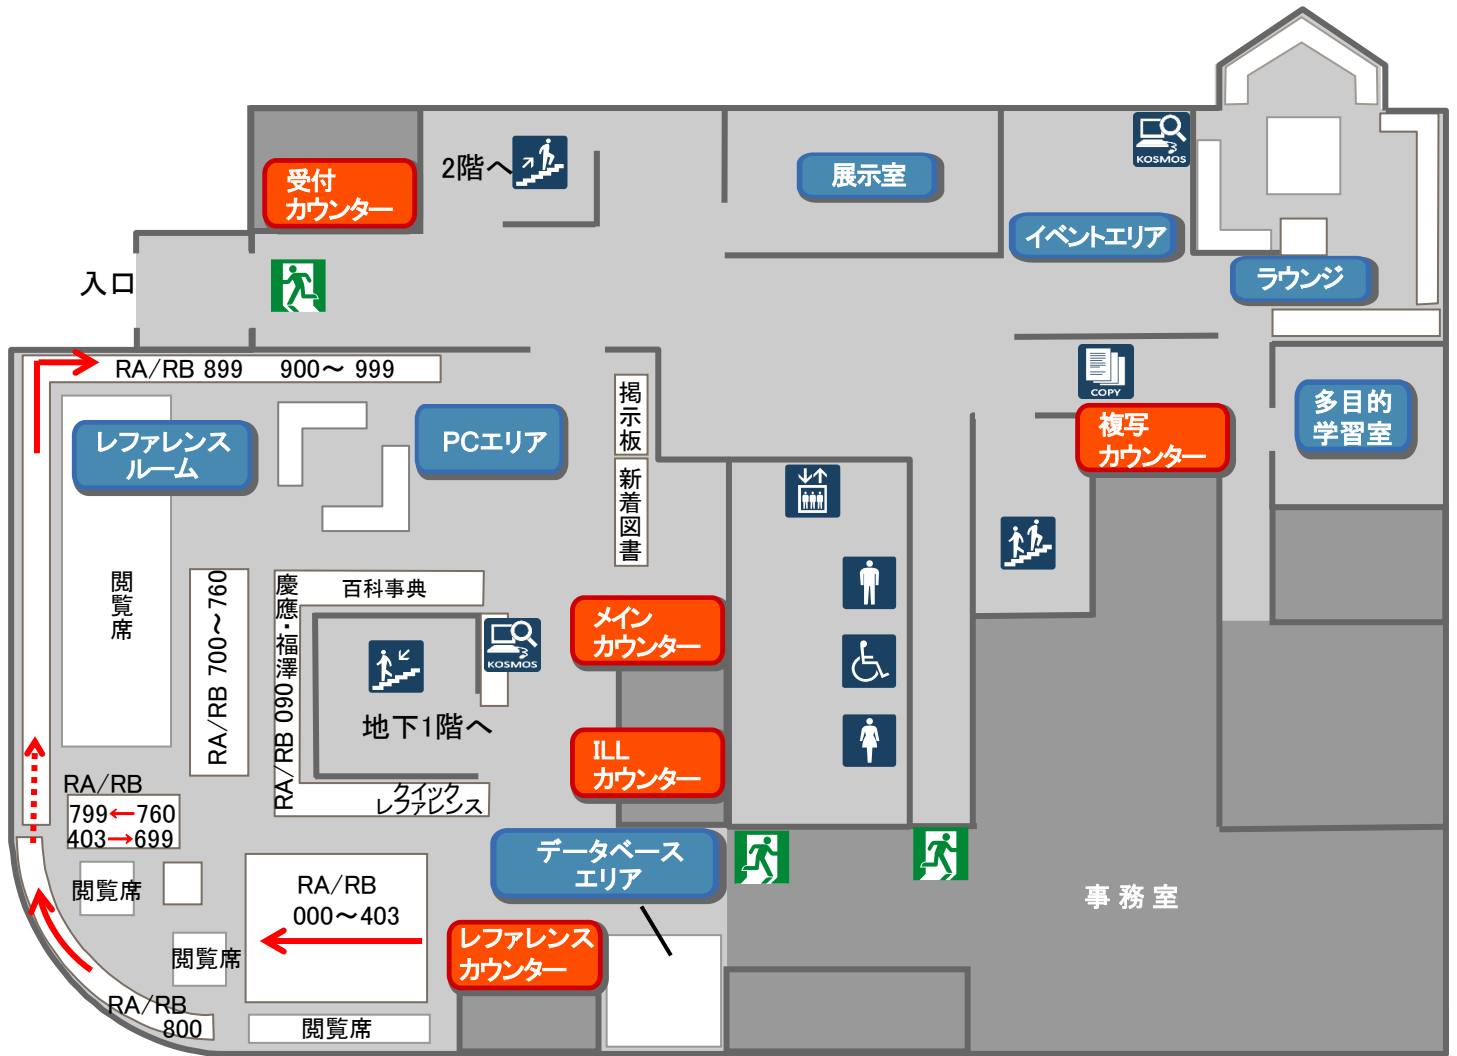 受付
カウンター
2階へ
展示室
KOSMOS
イベントエリア
ラウンジ
入口
RA/RB 899 900～ 999
レファレンス
ルーム
PCエリア
掲示板
新着図書
COPY
複写
カウンター
多目的
学習室
閲覧席
RA/RB 700～760
慶應・福澤
RA/RB 090
百科事典
KOSMOS
地下1階へ
クイック
レファレンス
メイン
カウンター
ILL
カウンター
RA/RB
799←760
403→699
閲覧席
閲覧席
RA/RB
000～403
データベース
エリア
レファレンス
カウンター
事務室
RA/RB
800
閲覧席